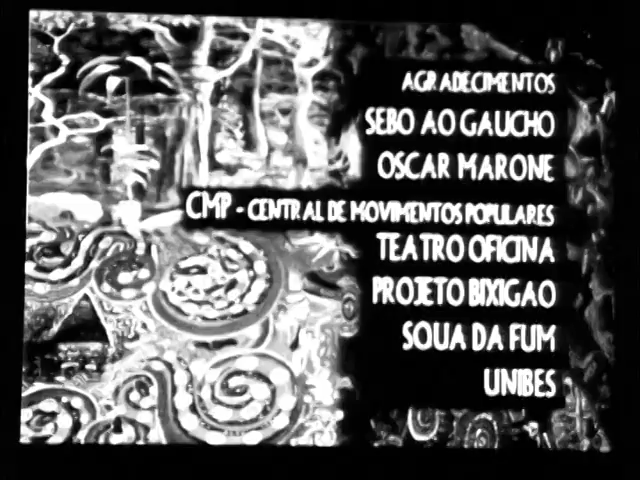 AGRADECIMENTOS
SEBO AO GAUCHO
OSCAR MARONE
CMP - CENTRAL DE MOVIMENTOS POPULARES
TEATRO OFICINA
PROJETO BIXIGAO
SOUA DA FUM
UNIBES